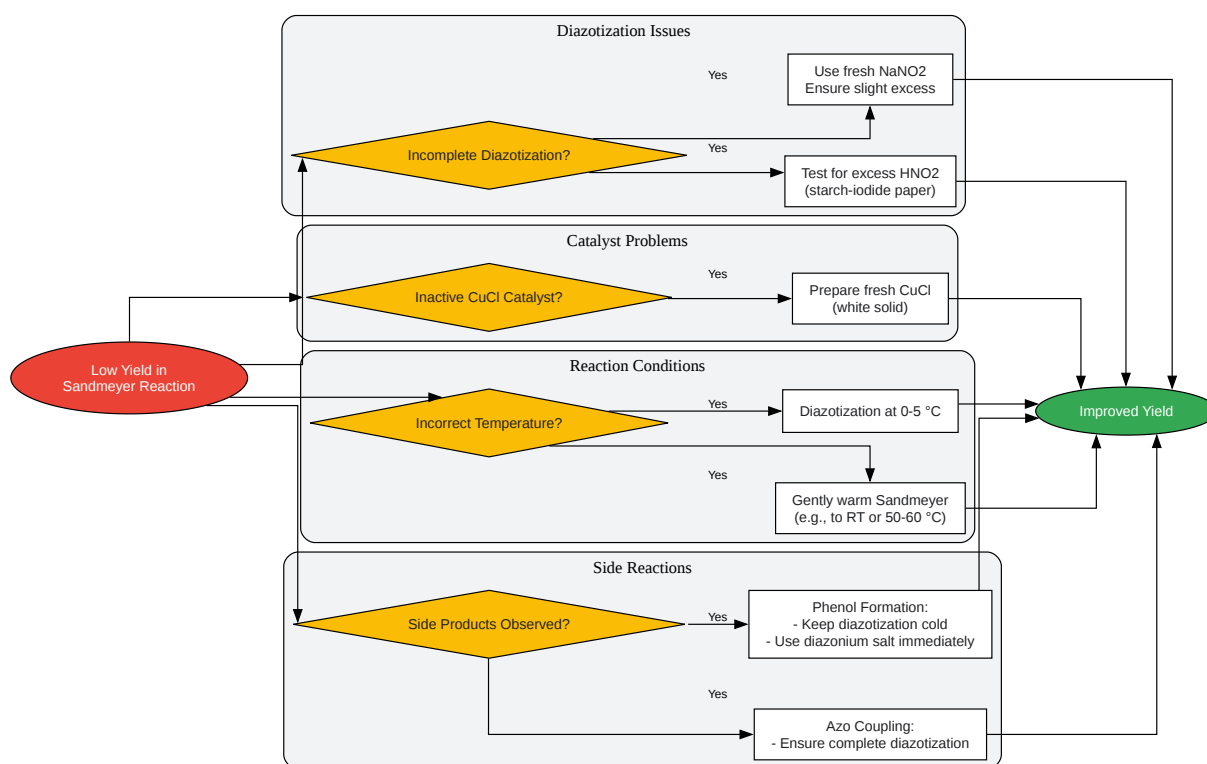 Diazotization Issues
Yes
Use fresh NaNO2
Ensure slight excess
Incomplete Diazotization?
Yes
Test for excess HNO2
(starch-iodide paper)
Catalyst Problems
Yes
Inactive CuCl Catalyst?
Prepare fresh CuCl
(white solid)
Low Yield in
Sandmeyer Reaction
Reaction Conditions
Yes
Incorrect Temperature?
Diazotization at 0-5 °C
Improved Yield
Yes
Gently warm Sandmeyer
(e.g., to RT or 50-60 °C)
Side Reactions
Side Products Observed?
Yes
Phenol Formation:
- Keep diazotization cold
- Use diazonium salt immediately
Yes
Azo Coupling:
- Ensure complete diazotization